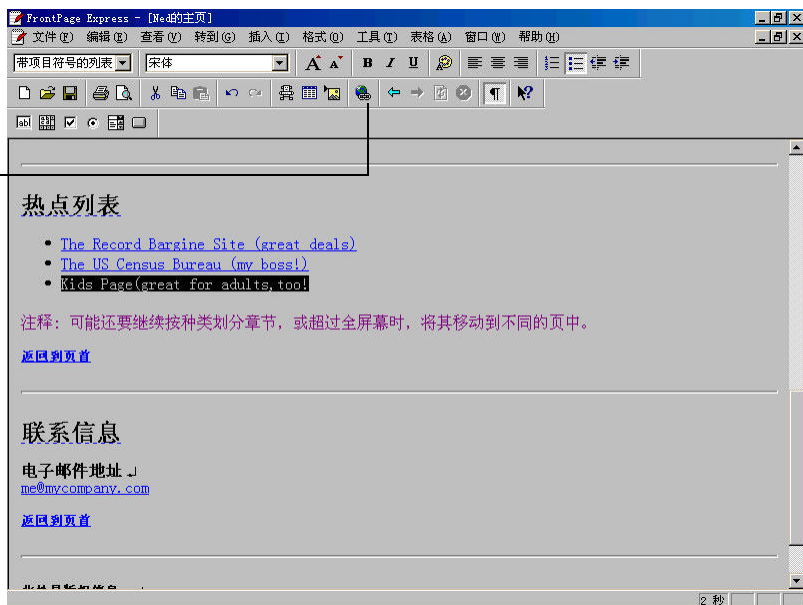 FrontPage Express - [Ned的主页]
文件(F) 编辑(E) 查看(V) 转到(G) 插入(I) 格式(O) 工具(T) 表格(A) 窗口(W) 帮助(H)
带项目符号的列表 宋体
热点列表
The Record Bargine Site (great deals)
The US Census Bureau (my boss!)
Kids Page(great for adults,too!
注释: 可能还要继续按种类划分章节, 或超过全屏幕时, 将其移动到不同的页中。
返回到页首
联系信息
电子邮件地址
me@mycompany.com
返回到页首
2 秒